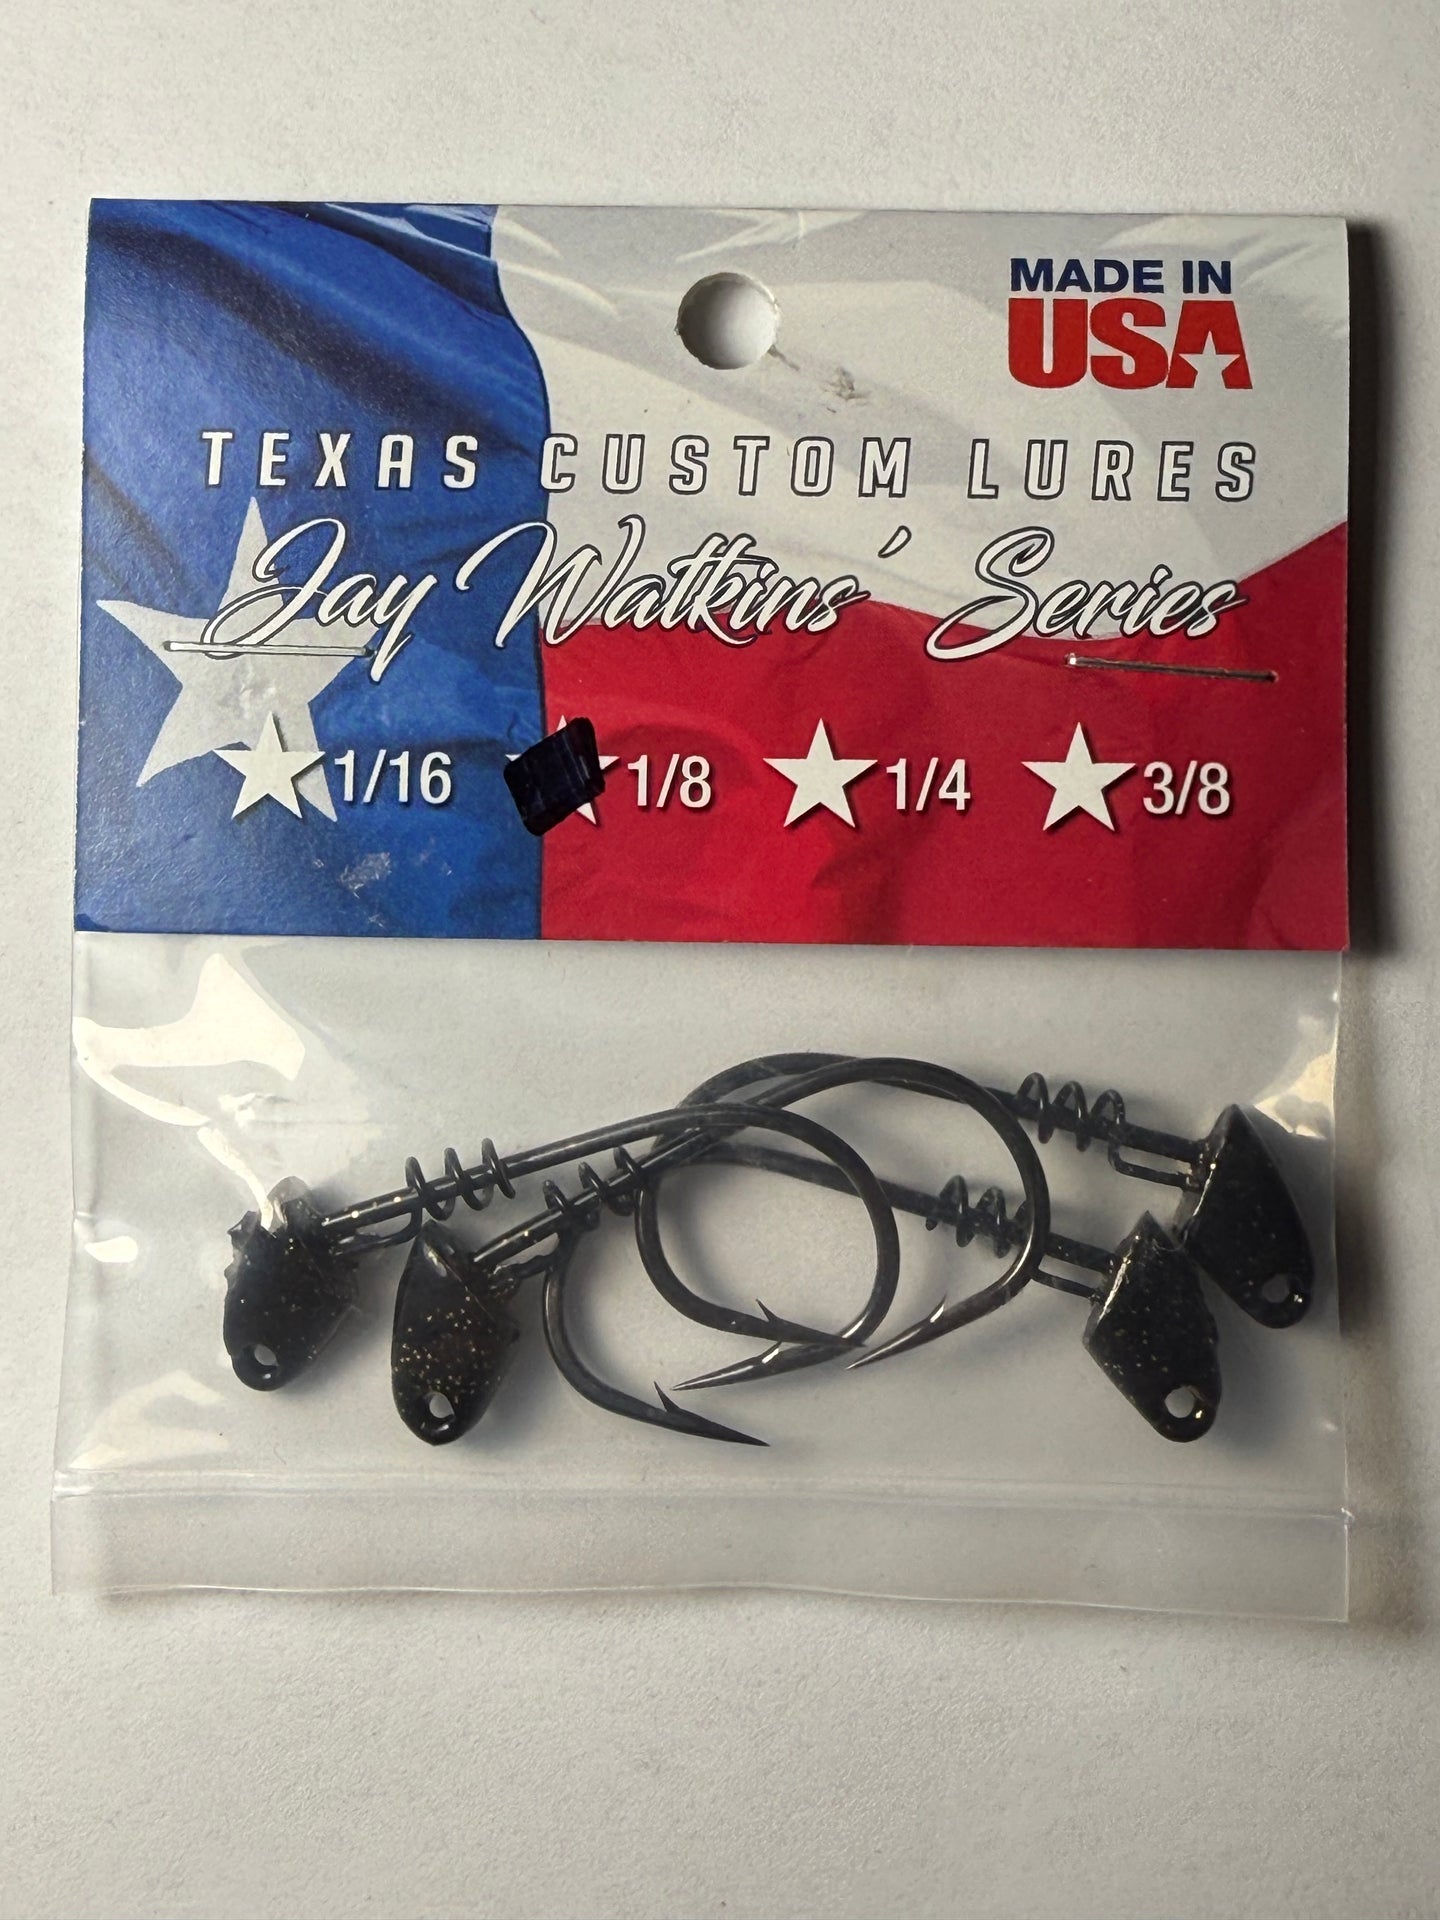 MADE IN
USA
TEXAS CUSTOM LURES
Jay Watkins' Series
1/16 1/8 1/4 3/8